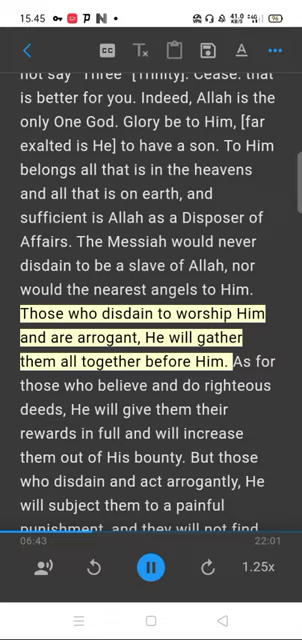 15.45
41.0
KB/s
4G
96
CC
not say "Three" [Trinity]. Cease: that
is better for you. Indeed, Allah is the
only One God. Glory be to Him, [far
exalted is He] to have a son. To Him
belongs all that is in the heavens
and all that is on earth, and
sufficient is Allah as a Disposer of
Affairs. The Messiah would never
disdain to be a slave of Allah, nor
would the nearest angels to Him.
Those who disdain to worship Him
and are arrogant, He will gather
them all together before Him. As for
those who believe and do righteous
deeds, He will give them their
rewards in full and will increase
them out of His bounty. But those
who disdain and act arrogantly, He
will subject them to a painful
punishment, and they will not find
06:43 22:01
1.25x